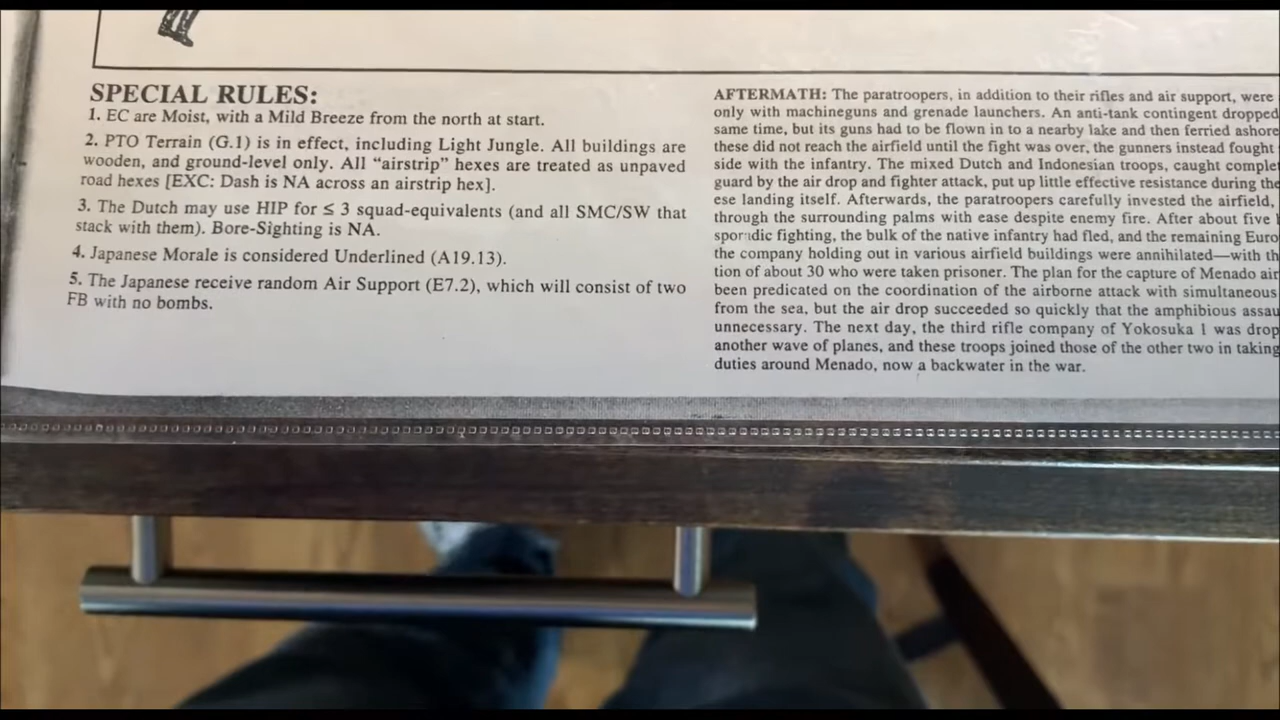 SPECIAL RULES:
1. EC are Moist, with a Mild Breeze from the north at start.
2. PTO Terrain (G.1) is in effect, including Light Jungle. All buildings are
wooden, and ground-level only. All “airstrip” hexes are treated as unpaved
road hexes [EXC: Dash is NA across an airstrip hex].
3. The Dutch may use HIP for ≤ 3 squad-equivalents (and all SMC/SW that
stack with them). Bore-Sighting is NA.
4. Japanese Morale is considered Underlined (A19.13).
5. The Japanese receive random Air Support (E7.2), which will consist of two
FB with no bombs.
AFTERMATH: The paratroopers, in addition to their rifles and air support, were
only with machineguns and grenade launchers. An anti-tank contingent dropped
same time, but its guns had to be flown in to a nearby lake and then ferried ashore
these did not reach the airfield until the fight was over, the gunners instead fought
side with the infantry. The mixed Dutch and Indonesian troops, caught comple
guard by the air drop and fighter attack, put up little effective resistance during the
ese landing itself. Afterwards, the paratroopers carefully invested the airfield,
through the surrounding palms with ease despite enemy fire. After about five
sporadic fighting, the bulk of the native infantry had fled, and the remaining Euro
the company holding out in various airfield buildings were annihilated—with th
tion of about 30 who were taken prisoner. The plan for the capture of Menado air
been predicated on the coordination of the airborne attack with simultaneous
from the sea, but the air drop succeeded so quickly that the amphibious assau
unnecessary. The next day, the third rifle company of Yokosuka 1 was drop
another wave of planes, and these troops joined those of the other two in taking
duties around Menado, now a backwater in the war.